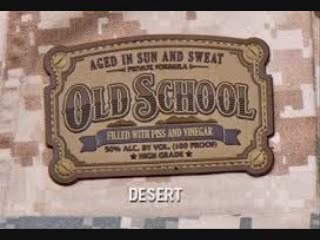 AGED IN SUN AND SWEAT
PRIVATE FORMULA
OLD SCHOOL
FILLED WITH PISS AND VINEGAR
50% ALC. BY VOL. (100 PROOF)
★ HIGH GRADE ★
DESERT